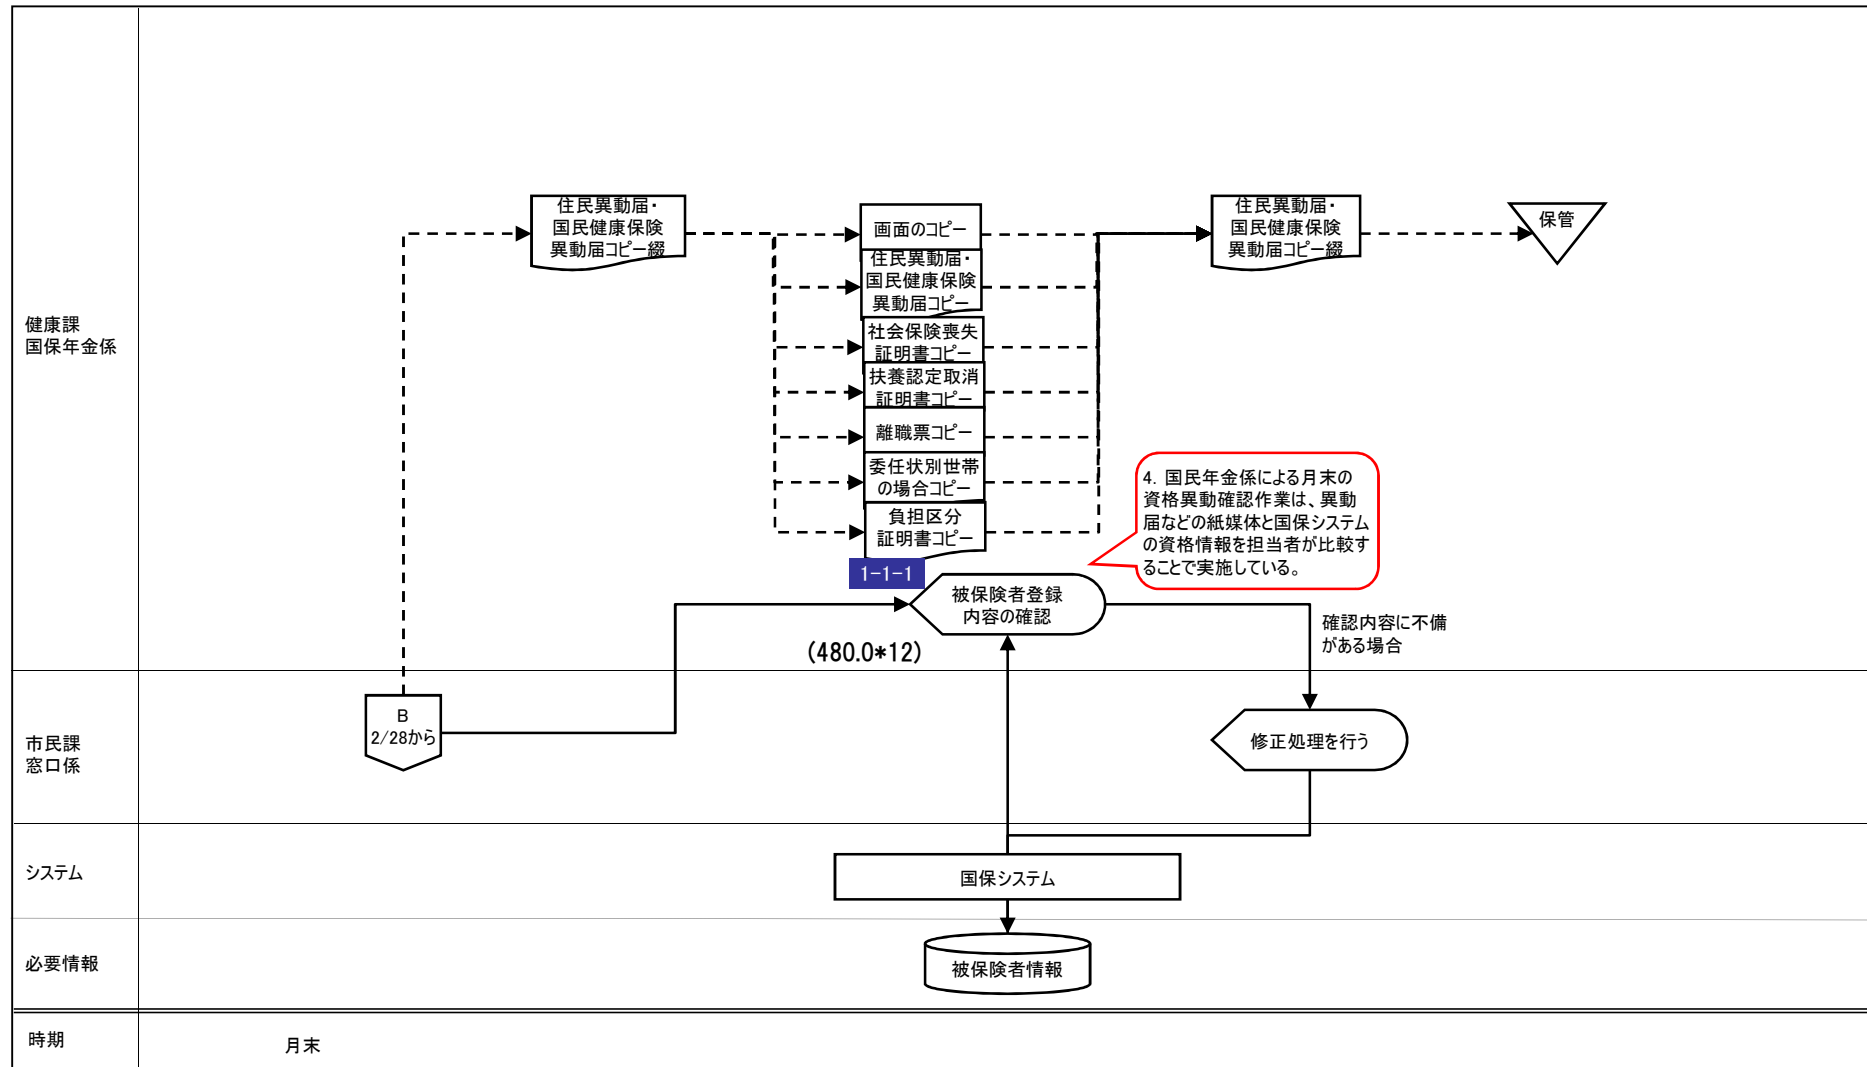 健康課
国保年金係
住民異動届・
国民健康保険
異動届コピー綴
画面のコピー
住民異動届・
国民健康保険
異動届コピー
社会保険喪失
証明書コピー
扶養認定取消
証明書コピー
離職票コピー
委任状別世帯
の場合コピー
負担区分
証明書コピー
住民異動届・
国民健康保険
異動届コピー綴
保管
4. 国民年金係による月末の
資格異動確認作業は、異動
届などの紙媒体と国保システム
の資格情報を担当者が比較す
ることで実施している。
1-1-1
被保険者登録
内容の確認
(480.0*12)
確認内容に不備
がある場合
市民課
窓口係
B
2/28から
修正処理を行う
システム
国保システム
必要情報
被保険者情報
時期
月末